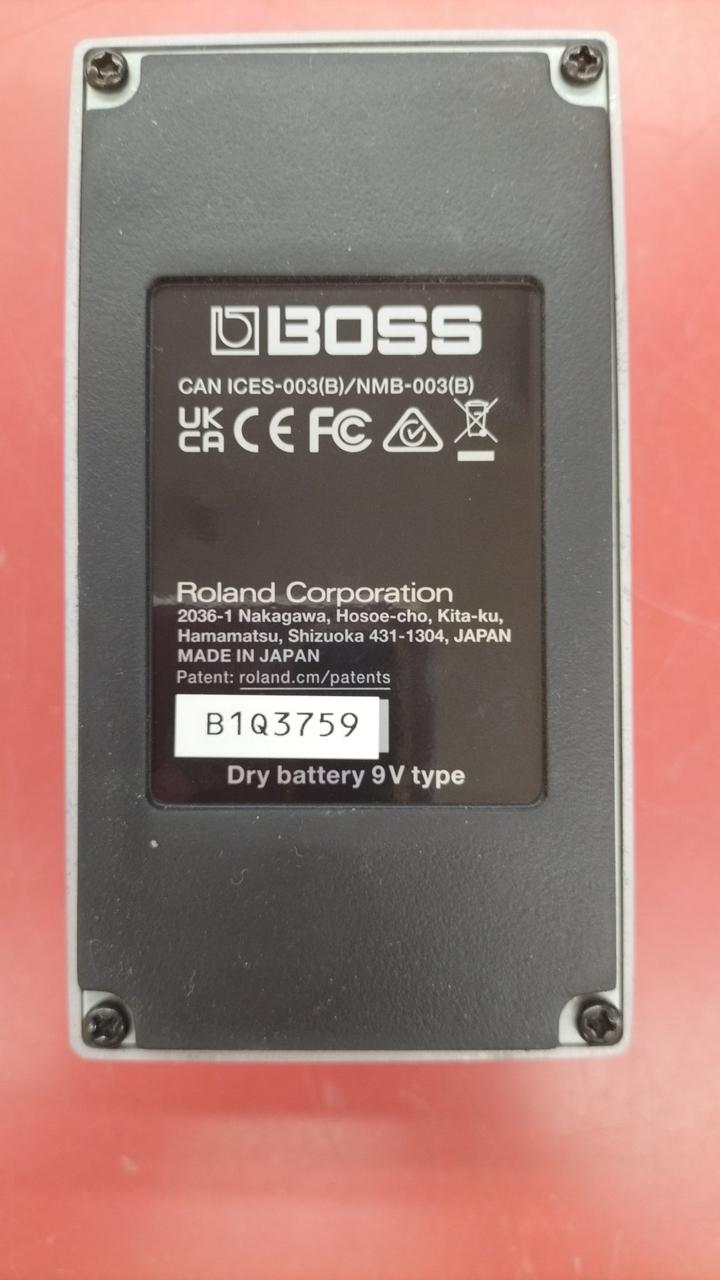 BOSS
CAN ICES-003(B)/NMB-003(B)
UK
CA CE FC
Roland Corporation
2036-1 Nakagawa, Hosoe-cho, Kita-ku,
Hamamatsu, Shizuoka 431-1304, JAPAN
MADE IN JAPAN
Patent: roland.cm/patents
B1Q3759
Dry battery 9V type